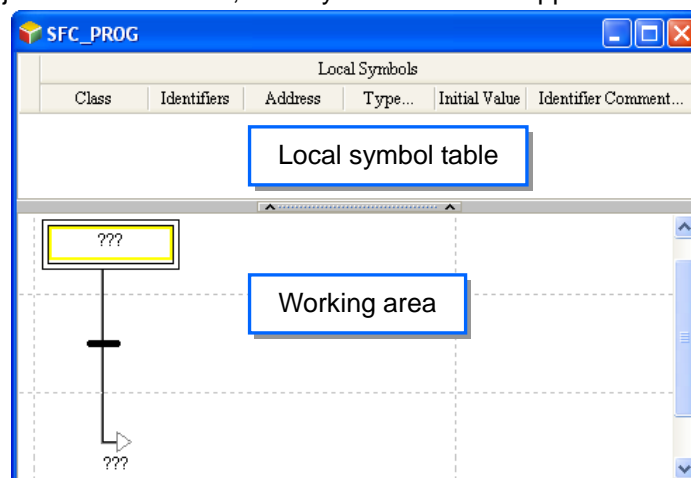 SFC_PROG
Local Symbols
Class Identifiers Address Type... Initial Value Identifier Comment...
Local symbol table
???
Working area
???